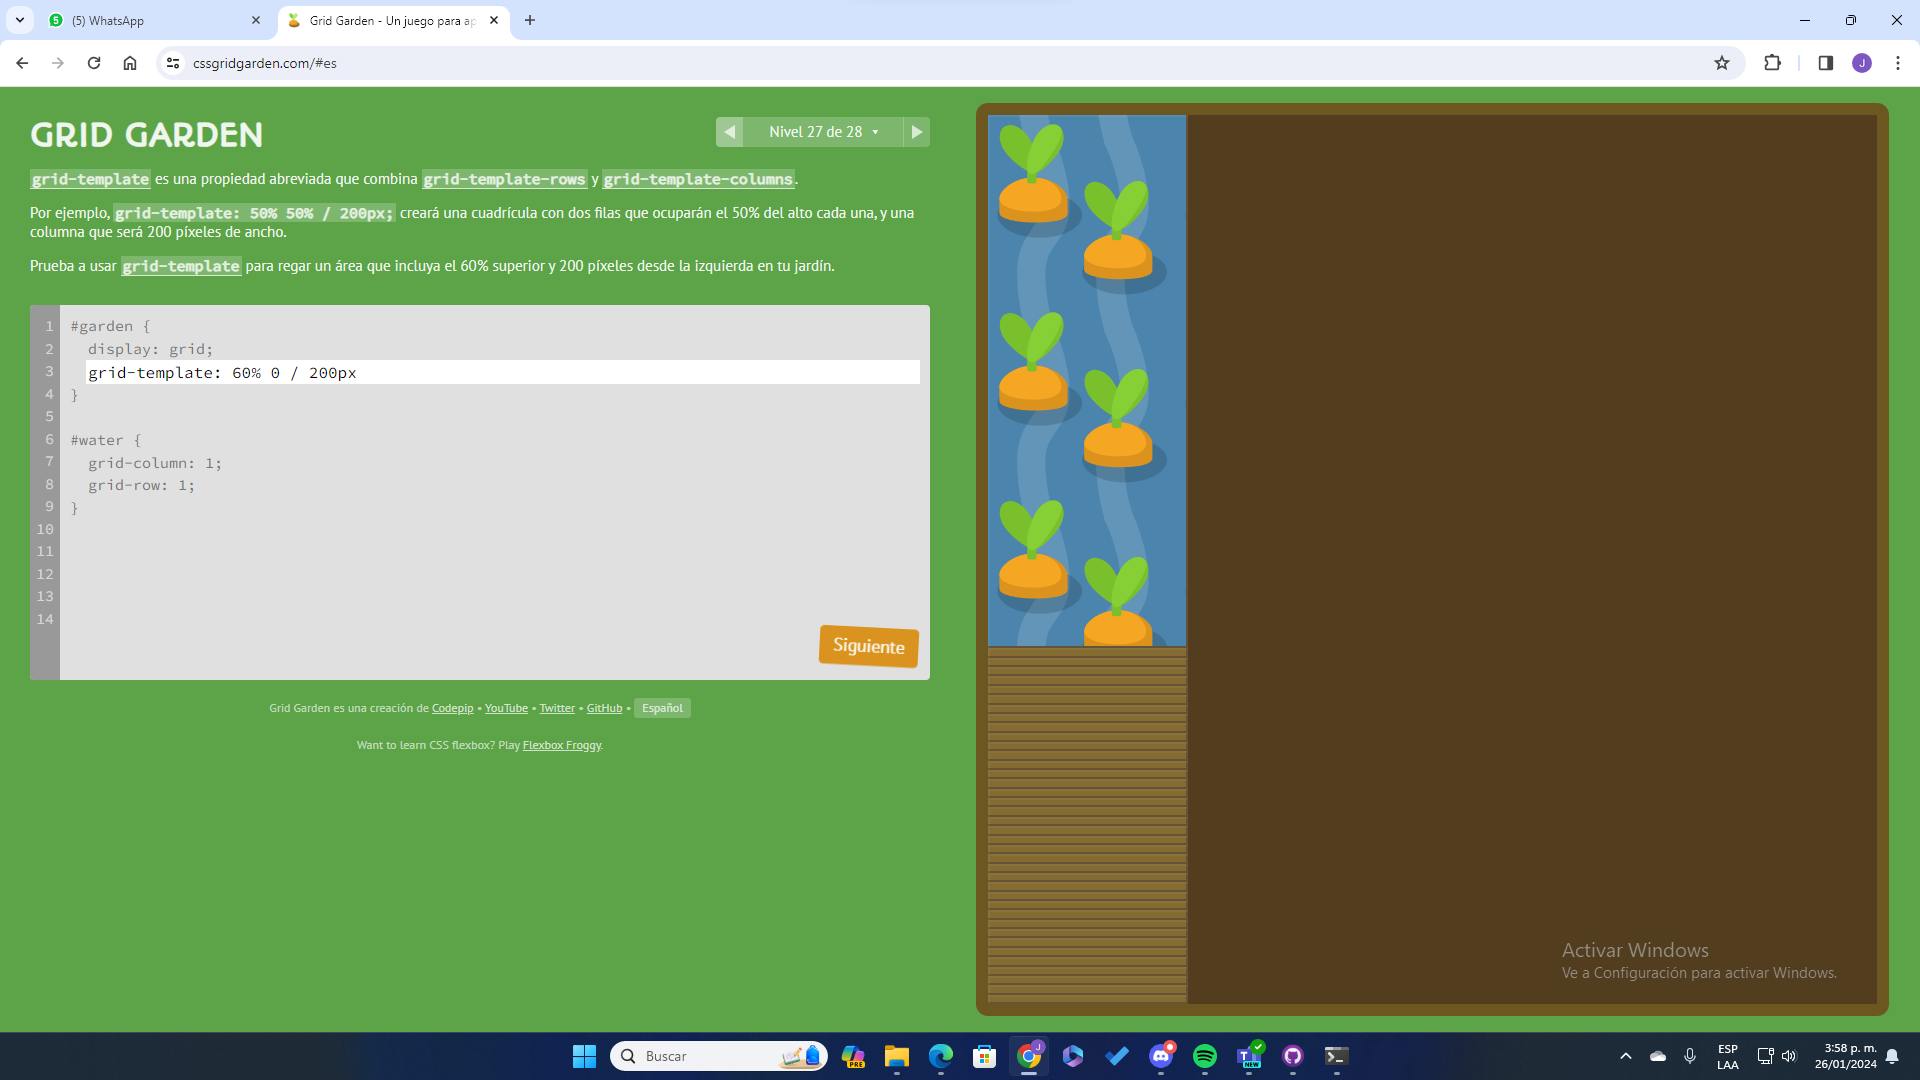 (5) WhatsApp
Grid Garden - Un juego para ap
cssgridgarden.com/#es
J
GRID GARDEN
Nivel 27 de 28
grid-template es una propiedad abreviada que combina grid-template-rows y grid-template-columns.
Por ejemplo, grid-template: 50% 50% / 200px; creará una cuadrícula con dos filas que ocuparán el 50% del alto cada una, y una
columna que será 200 píxeles de ancho.
Prueba a usar grid-template para regar un área que incluya el 60% superior y 200 píxeles desde la izquierda en tu jardín.
1 #garden {
2 display: grid;
3 grid-template: 60% 0 / 200px
4 }
5
6 #water {
7 grid-column: 1;
8 grid-row: 1;
9 }
10
11
12
13
14
Siguiente
Grid Garden es una creación de Codepip • YouTube • Twitter • GitHub • Español
Want to learn CSS flexbox? Play Flexbox Froggy.
Activar Windows
Ve a Configuración para activar Windows.
Buscar
PRE
J
NEW
ESP
LAA
3:58 p. m.
26/01/2024